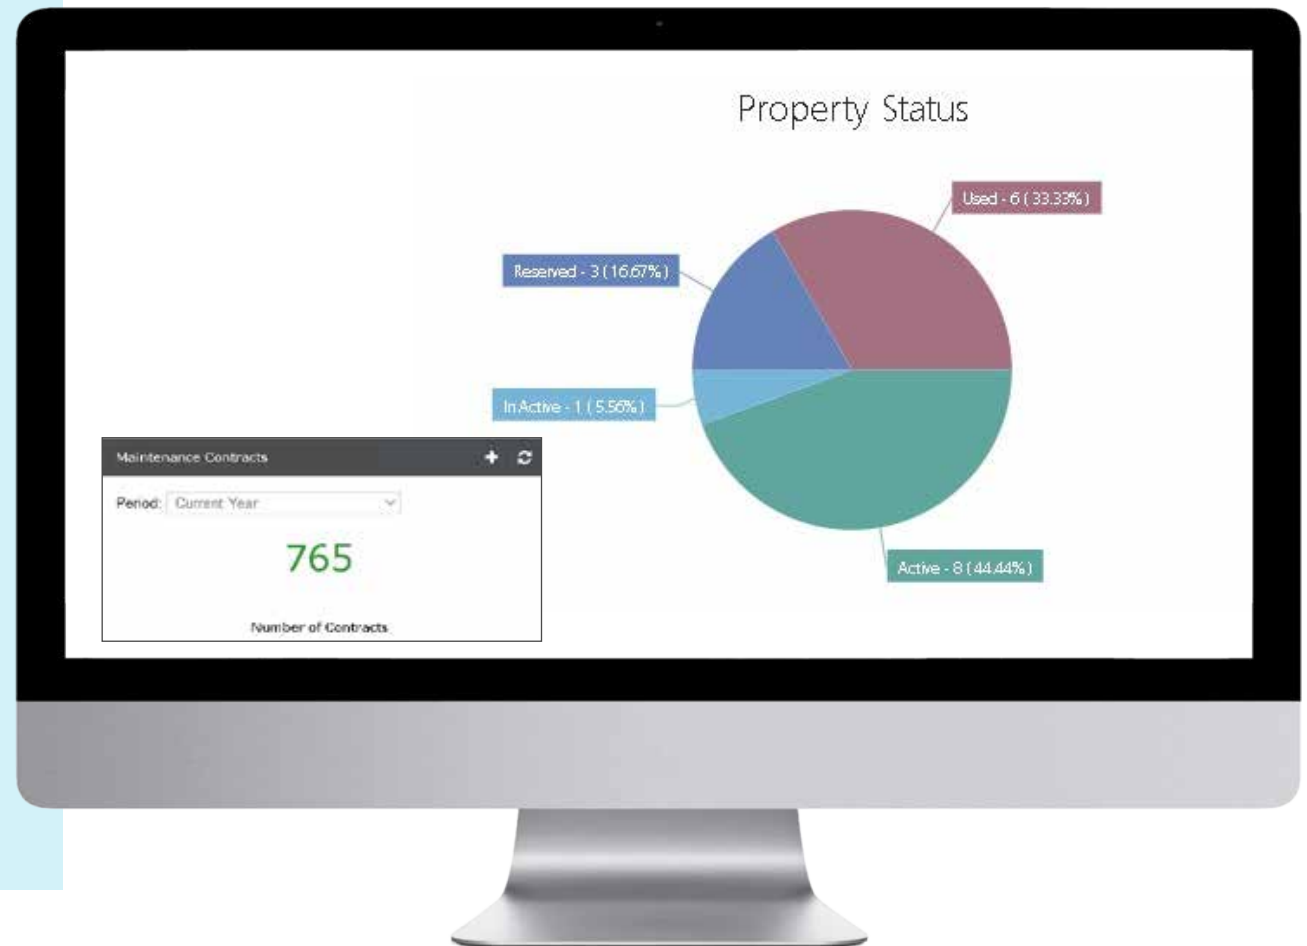 Property Status
Used - 6 ( 33.33% )
Reserved - 3 ( 16.67% )
In Active - 1 ( 5.56% )
Active - 8 ( 44.44% )
Maintenance Contracts
Period: Current Year
765
Number of Contracts